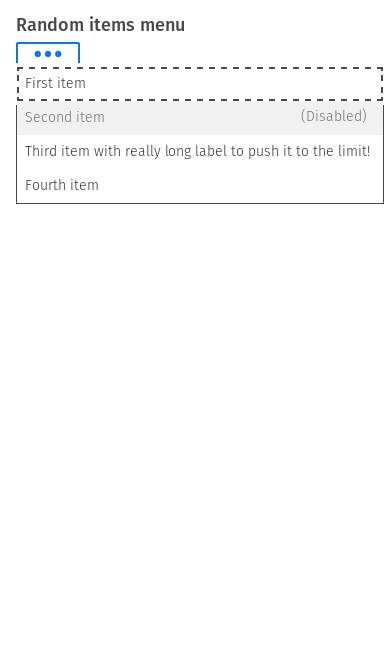 Random items menu
First item
Second item (Disabled)
Third item with really long label to push it to the limit!
Fourth item